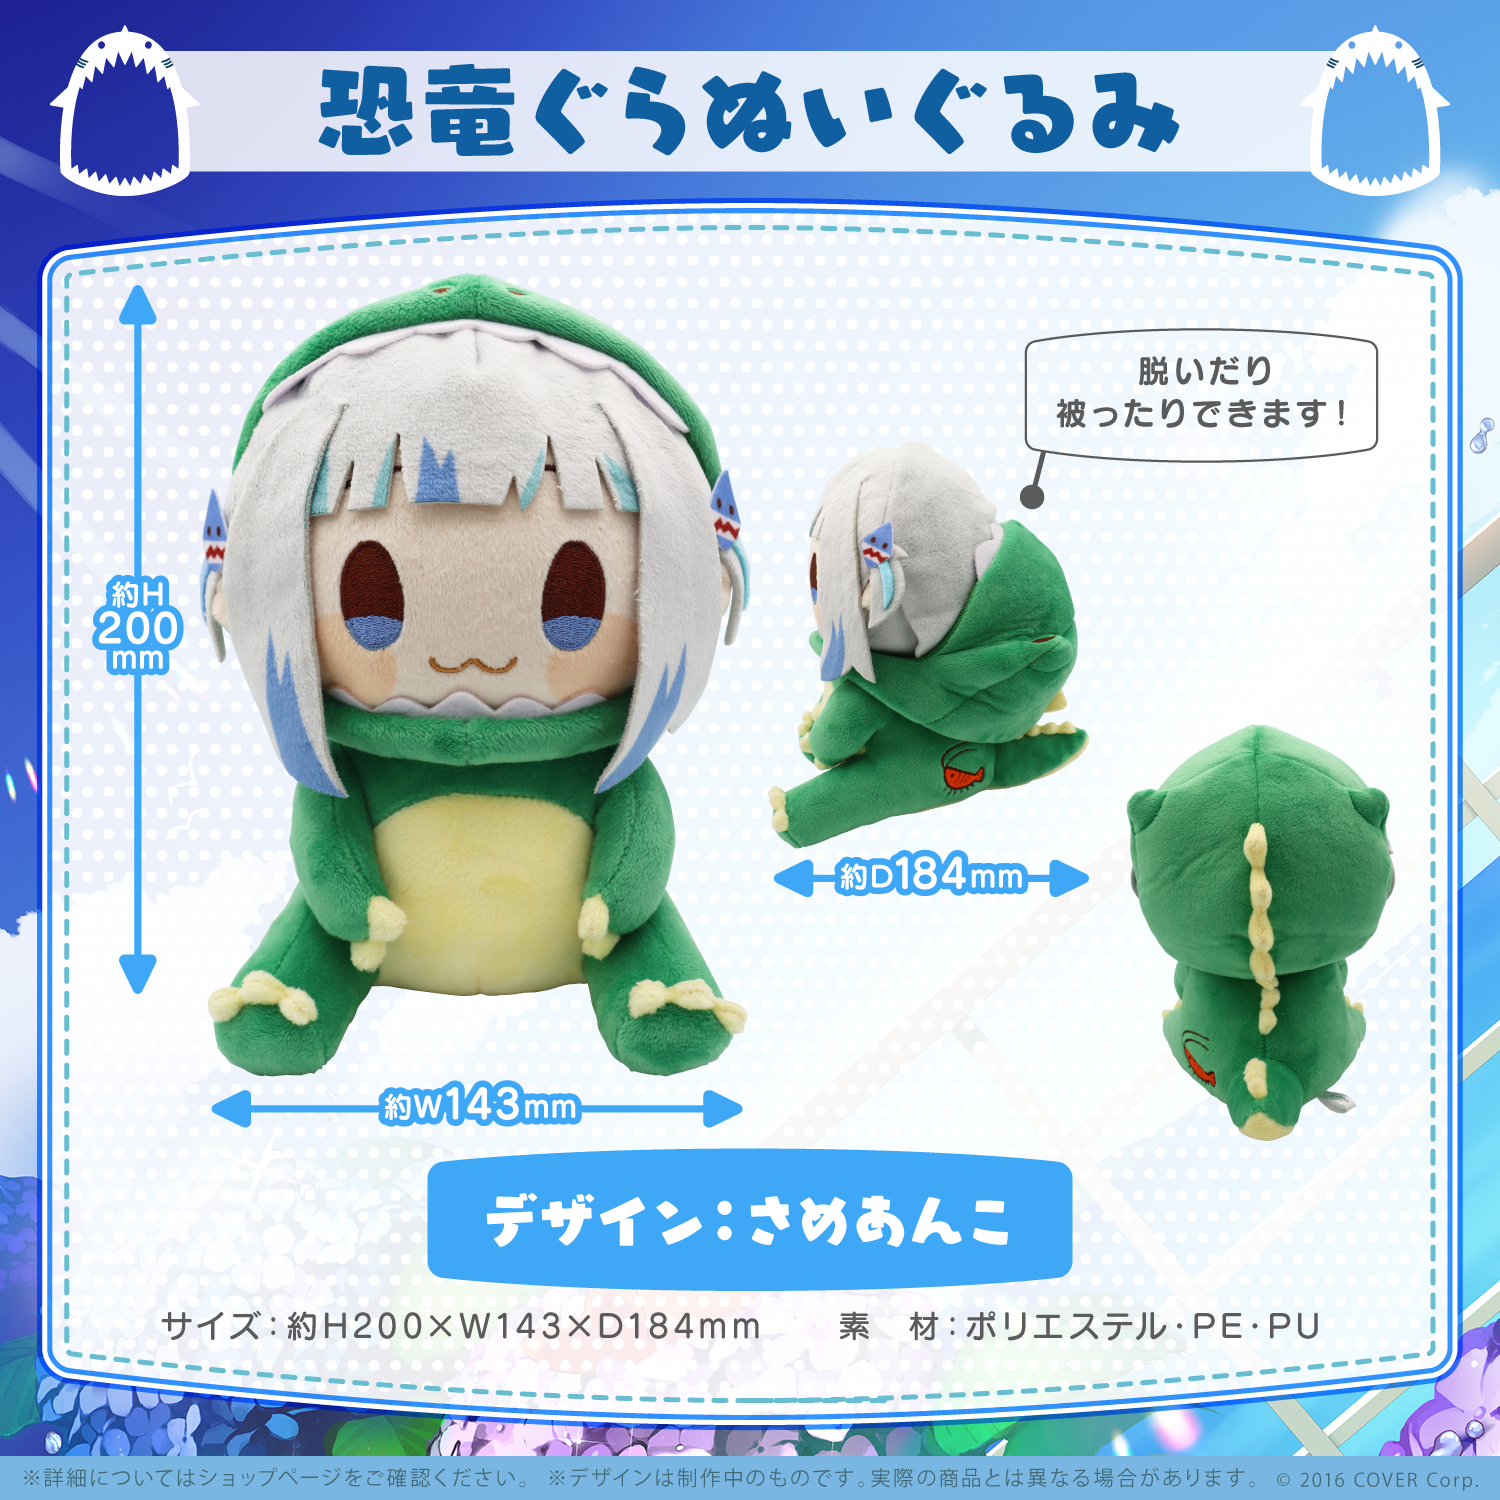 恐竜ぐらぬいぐるみ
脱いだり
被ったりできます！
約H
200
mm
約D184mm
約W143mm
デザイン：さめあんこ
サイズ：約H200×W143×D184mm
素　材：ポリエステル・PE・PU
※詳細についてはショップページをご確認ください。 ※デザインは制作中のものです。実際の商品とは異なる場合があります。 © 2016 COVER Corp.